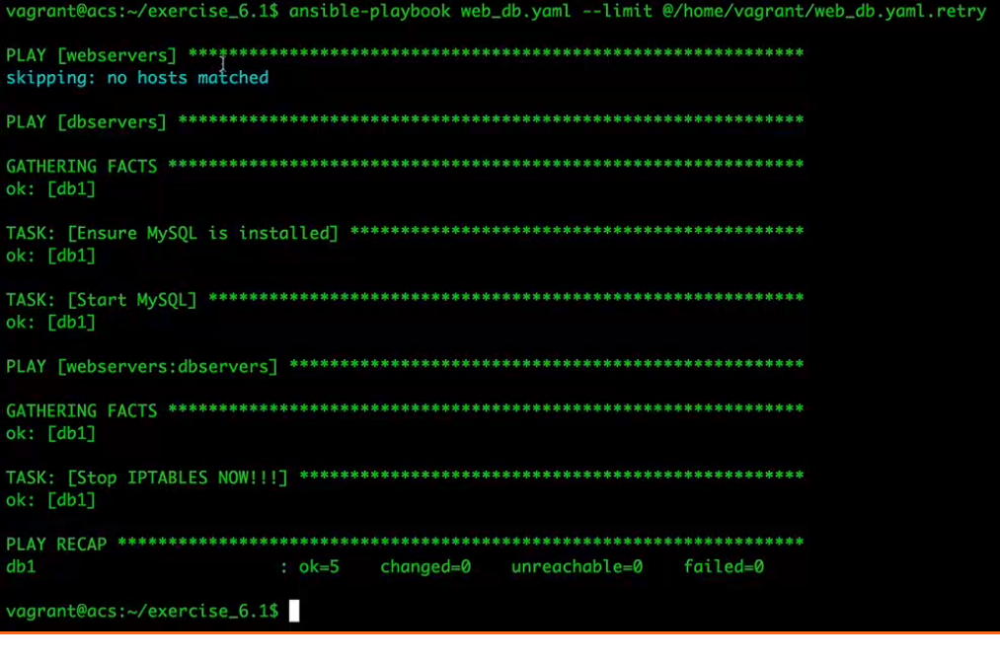 vagrant@acs:~/exercise_6.1$ ansible-playbook web_db.yaml --limit @/home/vagrant/web_db.yaml.retry
PLAY [webservers] *************************************************************
skipping: no hosts matched
PLAY [dbservers] **************************************************************
GATHERING FACTS ***************************************************************
ok: [db1]
TASK: [Ensure MySQL is installed] *********************************************
ok: [db1]
TASK: [Start MySQL] ***********************************************************
ok: [db1]
PLAY [webservers:dbservers] ***************************************************
GATHERING FACTS ***************************************************************
ok: [db1]
TASK: [Stop IPTABLES NOW!!!] **************************************************
ok: [db1]
PLAY RECAP ********************************************************************
db1                        : ok=5    changed=0    unreachable=0    failed=0
vagrant@acs:~/exercise_6.1$